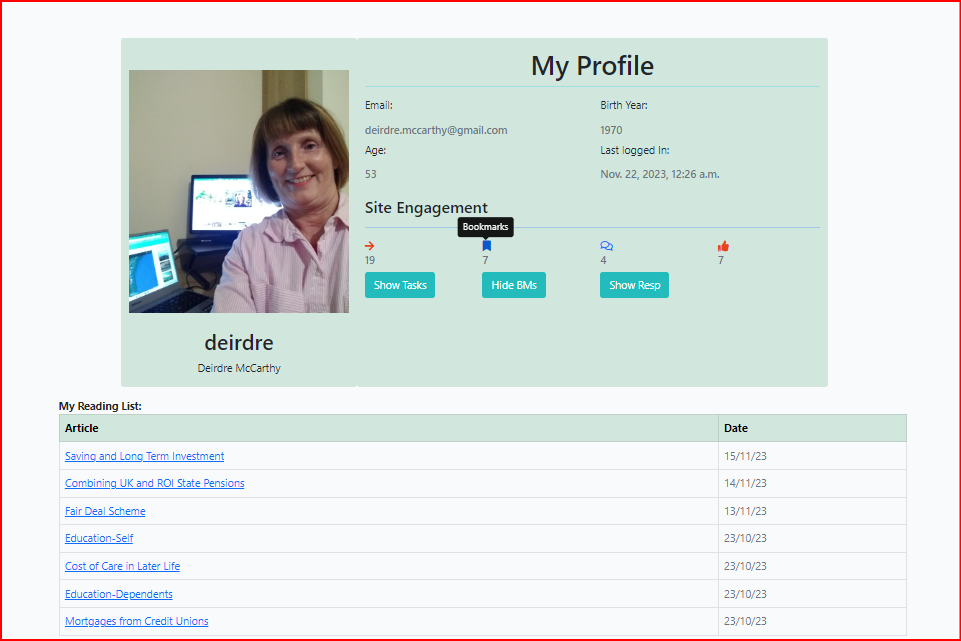 My Profile
Email:
Birth Year:
deirdre.mccarthy@gmail.com
1970
Age:
Last logged In:
53
Nov. 22, 2023, 12:26 a.m.
Site Engagement
Bookmarks
19
7
4
7
Show Tasks
Hide BMs
Show Resp
deirdre
Deirdre McCarthy
My Reading List:
Article Date
Saving and Long Term Investment 15/11/23
Combining UK and ROI State Pensions 14/11/23
Fair Deal Scheme 13/11/23
Education-Self 23/10/23
Cost of Care in Later Life 23/10/23
Education-Dependents 23/10/23
Mortgages from Credit Unions 23/10/23